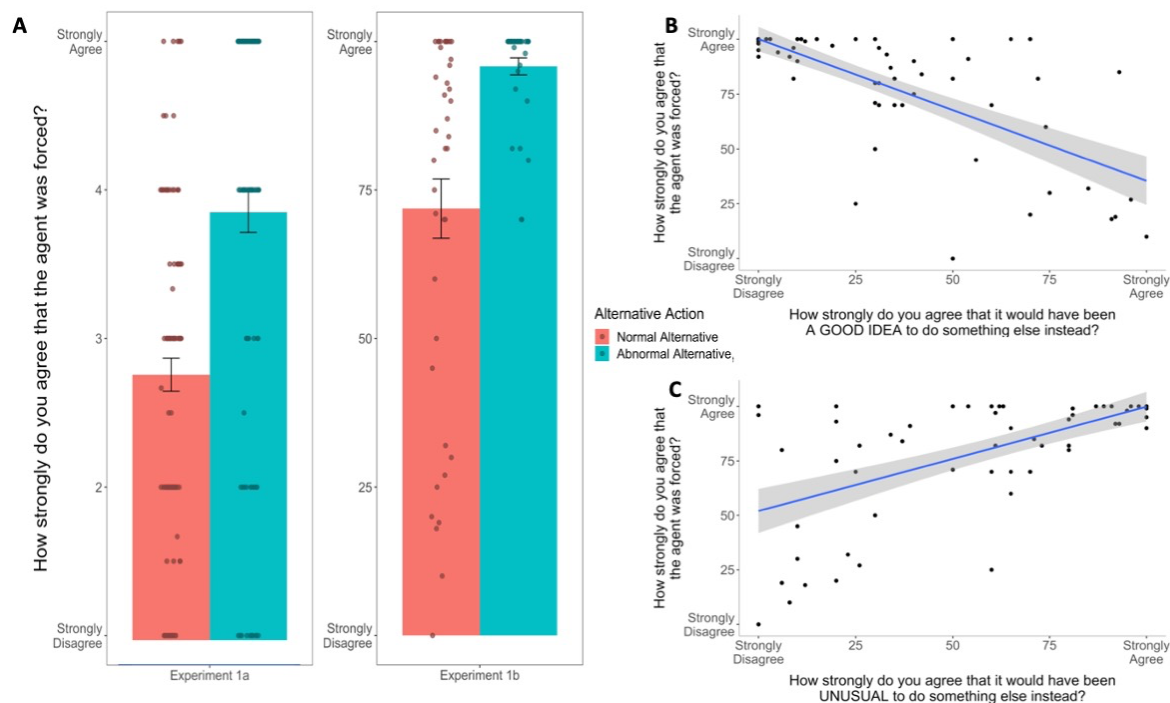 A
How strongly do you agree that the agent was forced?
Strongly
Agree
4
3
2
Strongly
Disagree
Experiment 1a
Strongly
Agree
75
50
25
Strongly
Disagree
Experiment 1b
Alternative Action
Normal Alternative
Abnormal Alternative,
B
How strongly do you agree that
the agent was forced?
Strongly
Agree
75
50
25
Strongly
Disagree
Strongly
Disagree
25
50
75
Strongly
Agree
How strongly do you agree that it would have been
A GOOD IDEA to do something else instead?
C
How strongly do you agree that
the agent was forced?
Strongly
Agree
75
50
25
Strongly
Disagree
Strongly
Disagree
25
50
75
Strongly
Agree
How strongly do you agree that it would have been
UNUSUAL to do something else instead?